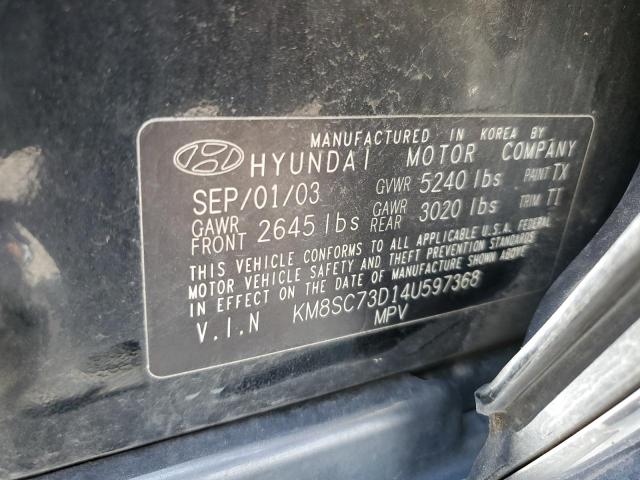 MANUFACTURED IN KOREA BY
HYUNDAI MOTOR COMPANY
SEP/01/03 GVWR 5240 lbs PAINT TX
GAWR FRONT 2645 lbs GAWR REAR 3020 lbs TRIM TT
THIS VEHICLE CONFORMS TO ALL APPLICABLE U.S.A. FEDERAL
MOTOR VEHICLE SAFETY AND THEFT PREVENTION STANDARDS
IN EFFECT ON THE DATE OF MANUFACTURE SHOWN ABOVE
V.I.N KM8SC73D14U597368
MPV